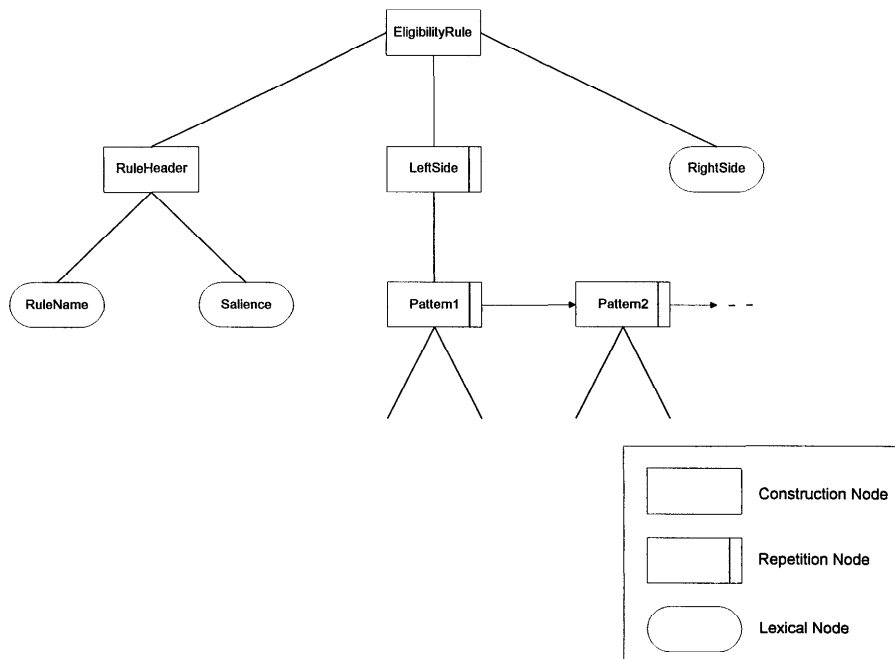 EligibilityRule
RuleHeader
LeftSide
RightSide
RuleName
Salience
Pattern1
Pattern2
Construction Node
Repetition Node
Lexical Node